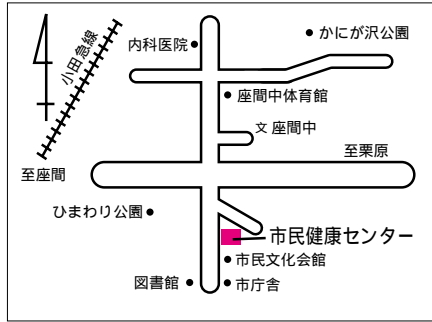 内科医院
かにが沢公園
小田急線
座間中体育館
文 座間中
至座間
至栗原
ひまわり公園
市民健康センター
市民文化会館
図書館
市庁舎